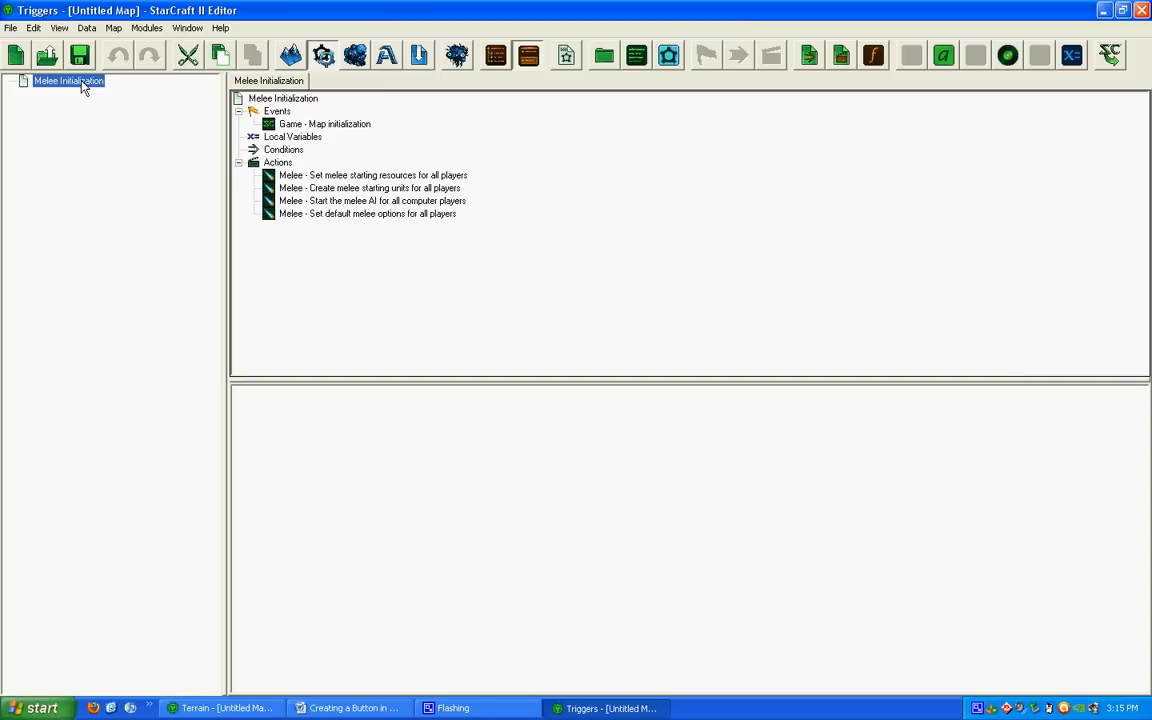 Triggers - [Untitled Map] - StarCraft II Editor
File Edit View Data Map Modules Window Help
Melee Initialization
Melee Initialization
Melee Initialization
Events
Game - Map initialization
Local Variables
Conditions
Actions
Melee - Set melee starting resources for all players
Melee - Create melee starting units for all players
Melee - Start the melee AI for all computer players
Melee - Set default melee options for all players
start
Terrain - [Untitled Ma...
Creating a Button in ...
Flashing
Triggers - [Untitled M...
3:15 PM